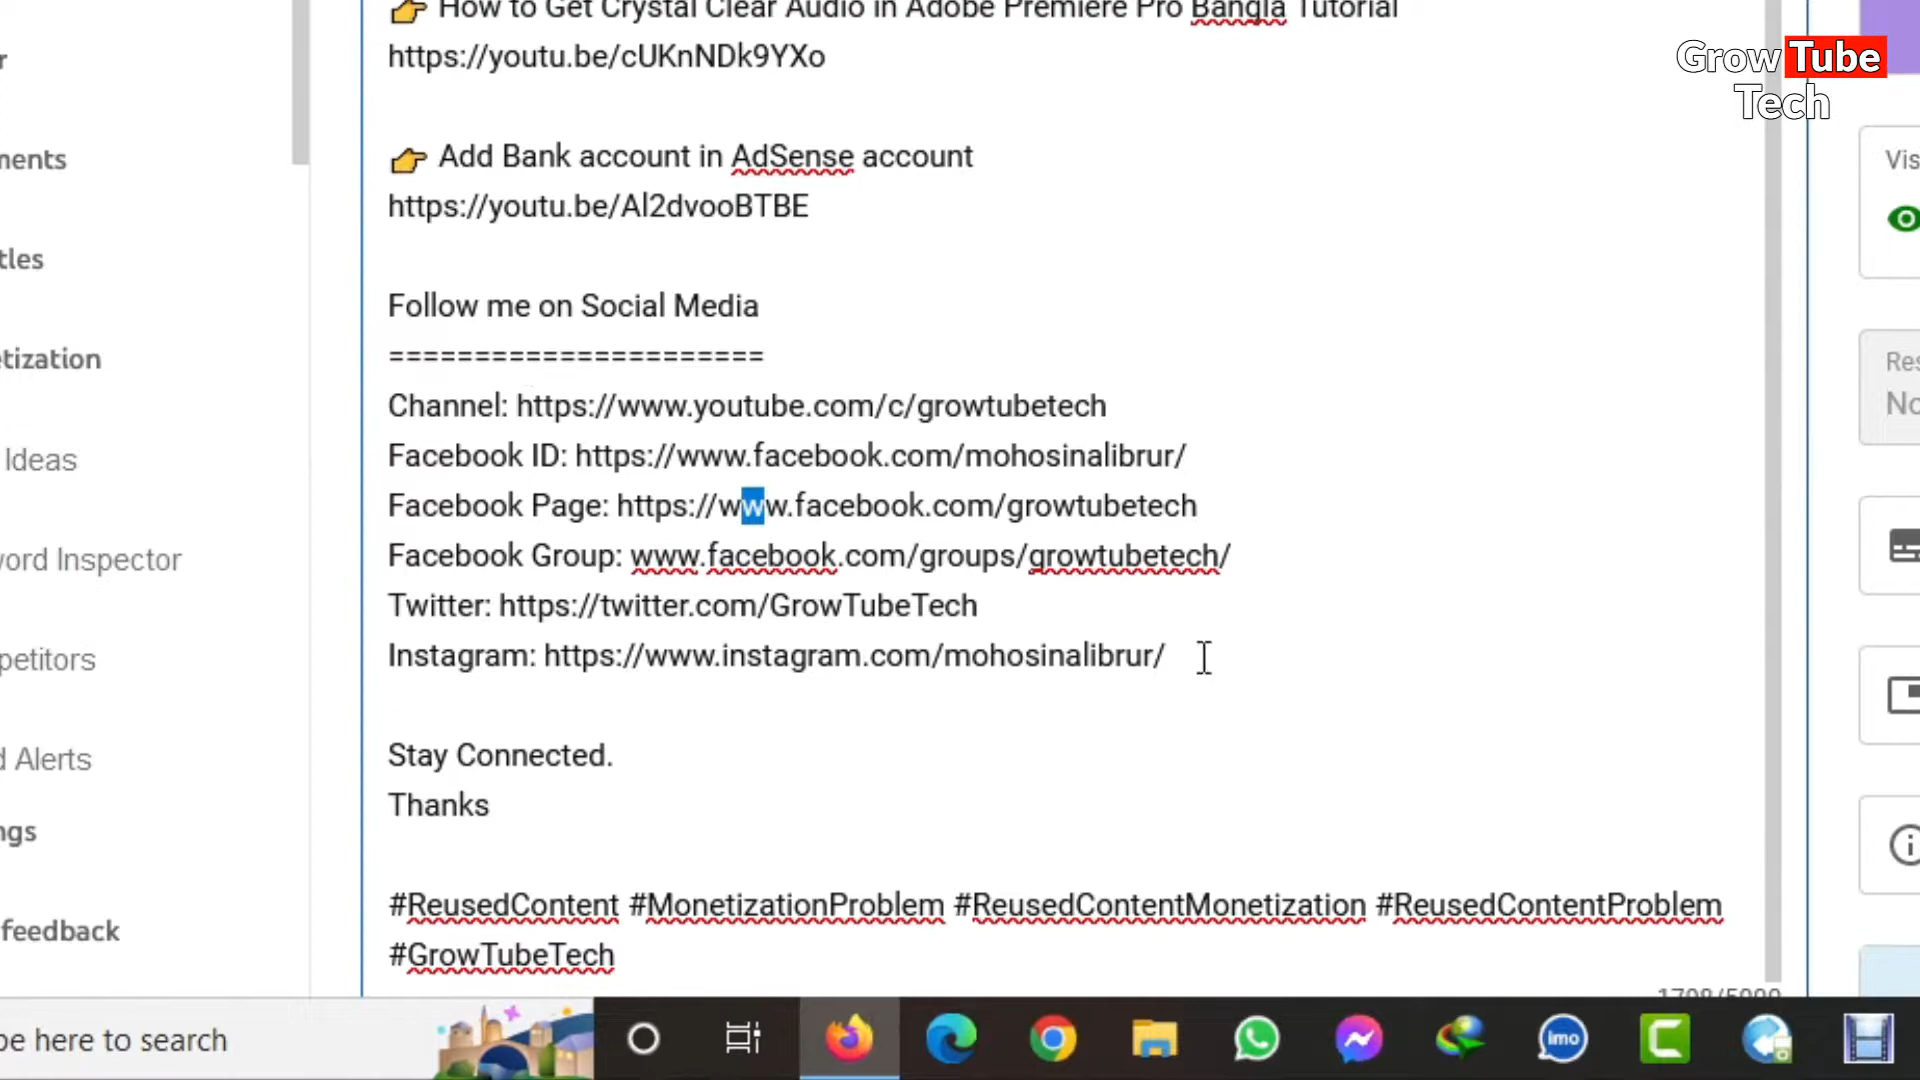 👉 How to Get Crystal Clear Audio in Adobe Premiere Pro Bangla Tutorial
https://youtu.be/cUKnNDk9YXo
Grow Tube
Tech
👉 Add Bank account in AdSense account
https://youtu.be/Al2dvooBTBE
Follow me on Social Media
======================
Channel: https://www.youtube.com/c/growtubetech
Facebook ID: https://www.facebook.com/mohosinalibrur/
Facebook Page: https://www.facebook.com/growtubetech
Facebook Group: www.facebook.com/groups/growtubetech/
Twitter: https://twitter.com/GrowTubeTech
Instagram: https://www.instagram.com/mohosinalibrur/
Stay Connected.
Thanks
#ReusedContent #MonetizationProblem #ReusedContentMonetization #ReusedContentProblem
#GrowTubeTech
r
ments
tles
tization
Ideas
ord Inspector
petitors
d Alerts
ngs
feedback
Vis
Res
No
pe here to search
imo